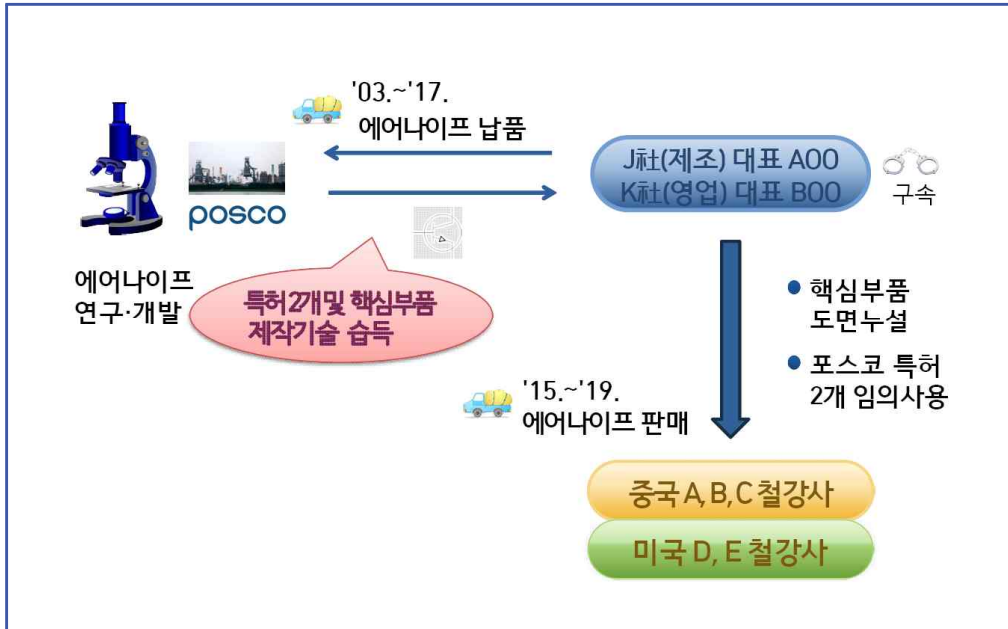 '03.~'17.
에어나이프 납품
posco
에어나이프
연구·개발
특허 2개 및 핵심부품
제작기술 습득
J社(제조) 대표 AOO
K社(영업) 대표 BOO
구속
핵심부품
도면누설
포스코 특허
2개 임의사용
'15.~'19.
에어나이프 판매
중국 A, B, C 철강사
미국 D, E 철강사